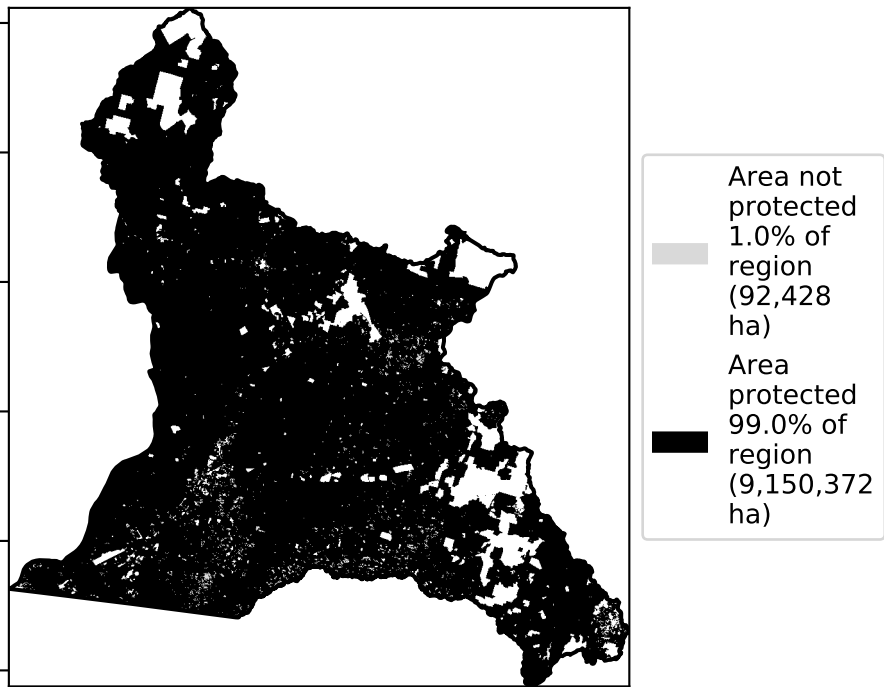 Area not
protected
1.0% of
region
(92,428
ha)
Area
protected
99.0% of
region
(9,150,372
ha)